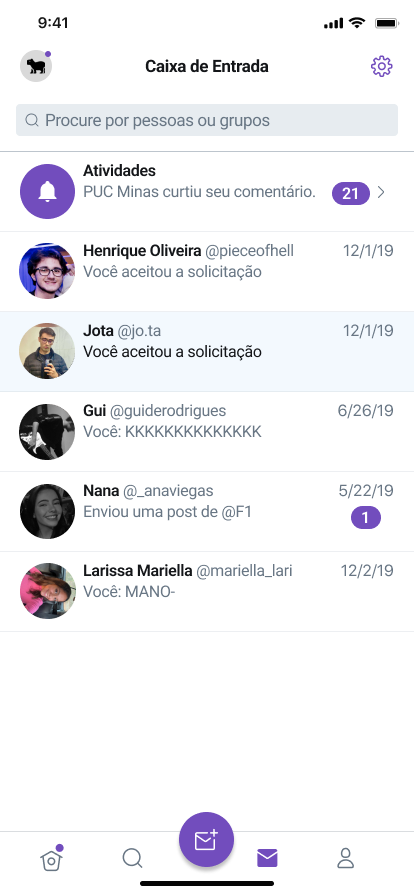 9:41
Caixa de Entrada
Procure por pessoas ou grupos
Atividades
PUC Minas curtiu seu comentário. 21
Henrique Oliveira @pieceofhell 12/1/19
Você aceitou a solicitação
Jota @jo.ta 12/1/19
Você aceitou a solicitação
Gui @guiderodrigues 6/26/19
Você: KKKKKKKKKKKKKK
Nana @_anaviegas 5/22/19
Enviou uma post de @F1 1
Larissa Mariella @mariella_lari 12/2/19
Você: MANO-